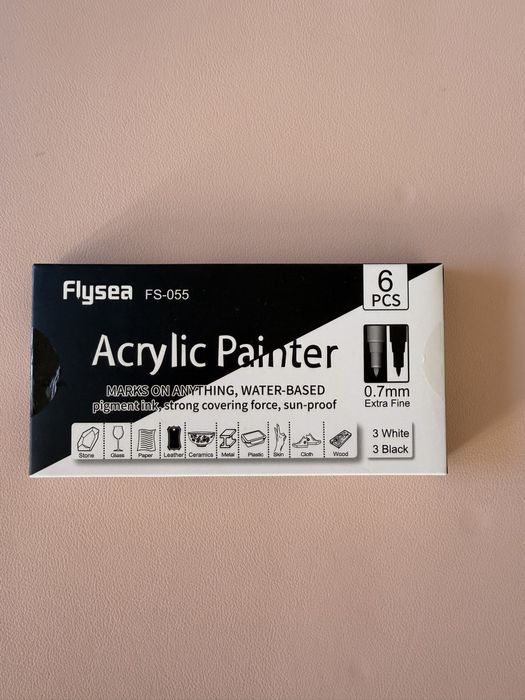 Flysea FS-055
6
PCS
Acrylic Painter
MARKS ON ANYTHING, WATER-BASED
pigment ink, strong covering force, sun-proof
0.7mm
Extra Fine
Stone Glass Paper Leather Ceramics Metal Plastic Skin Cloth Wood
3 White
3 Black